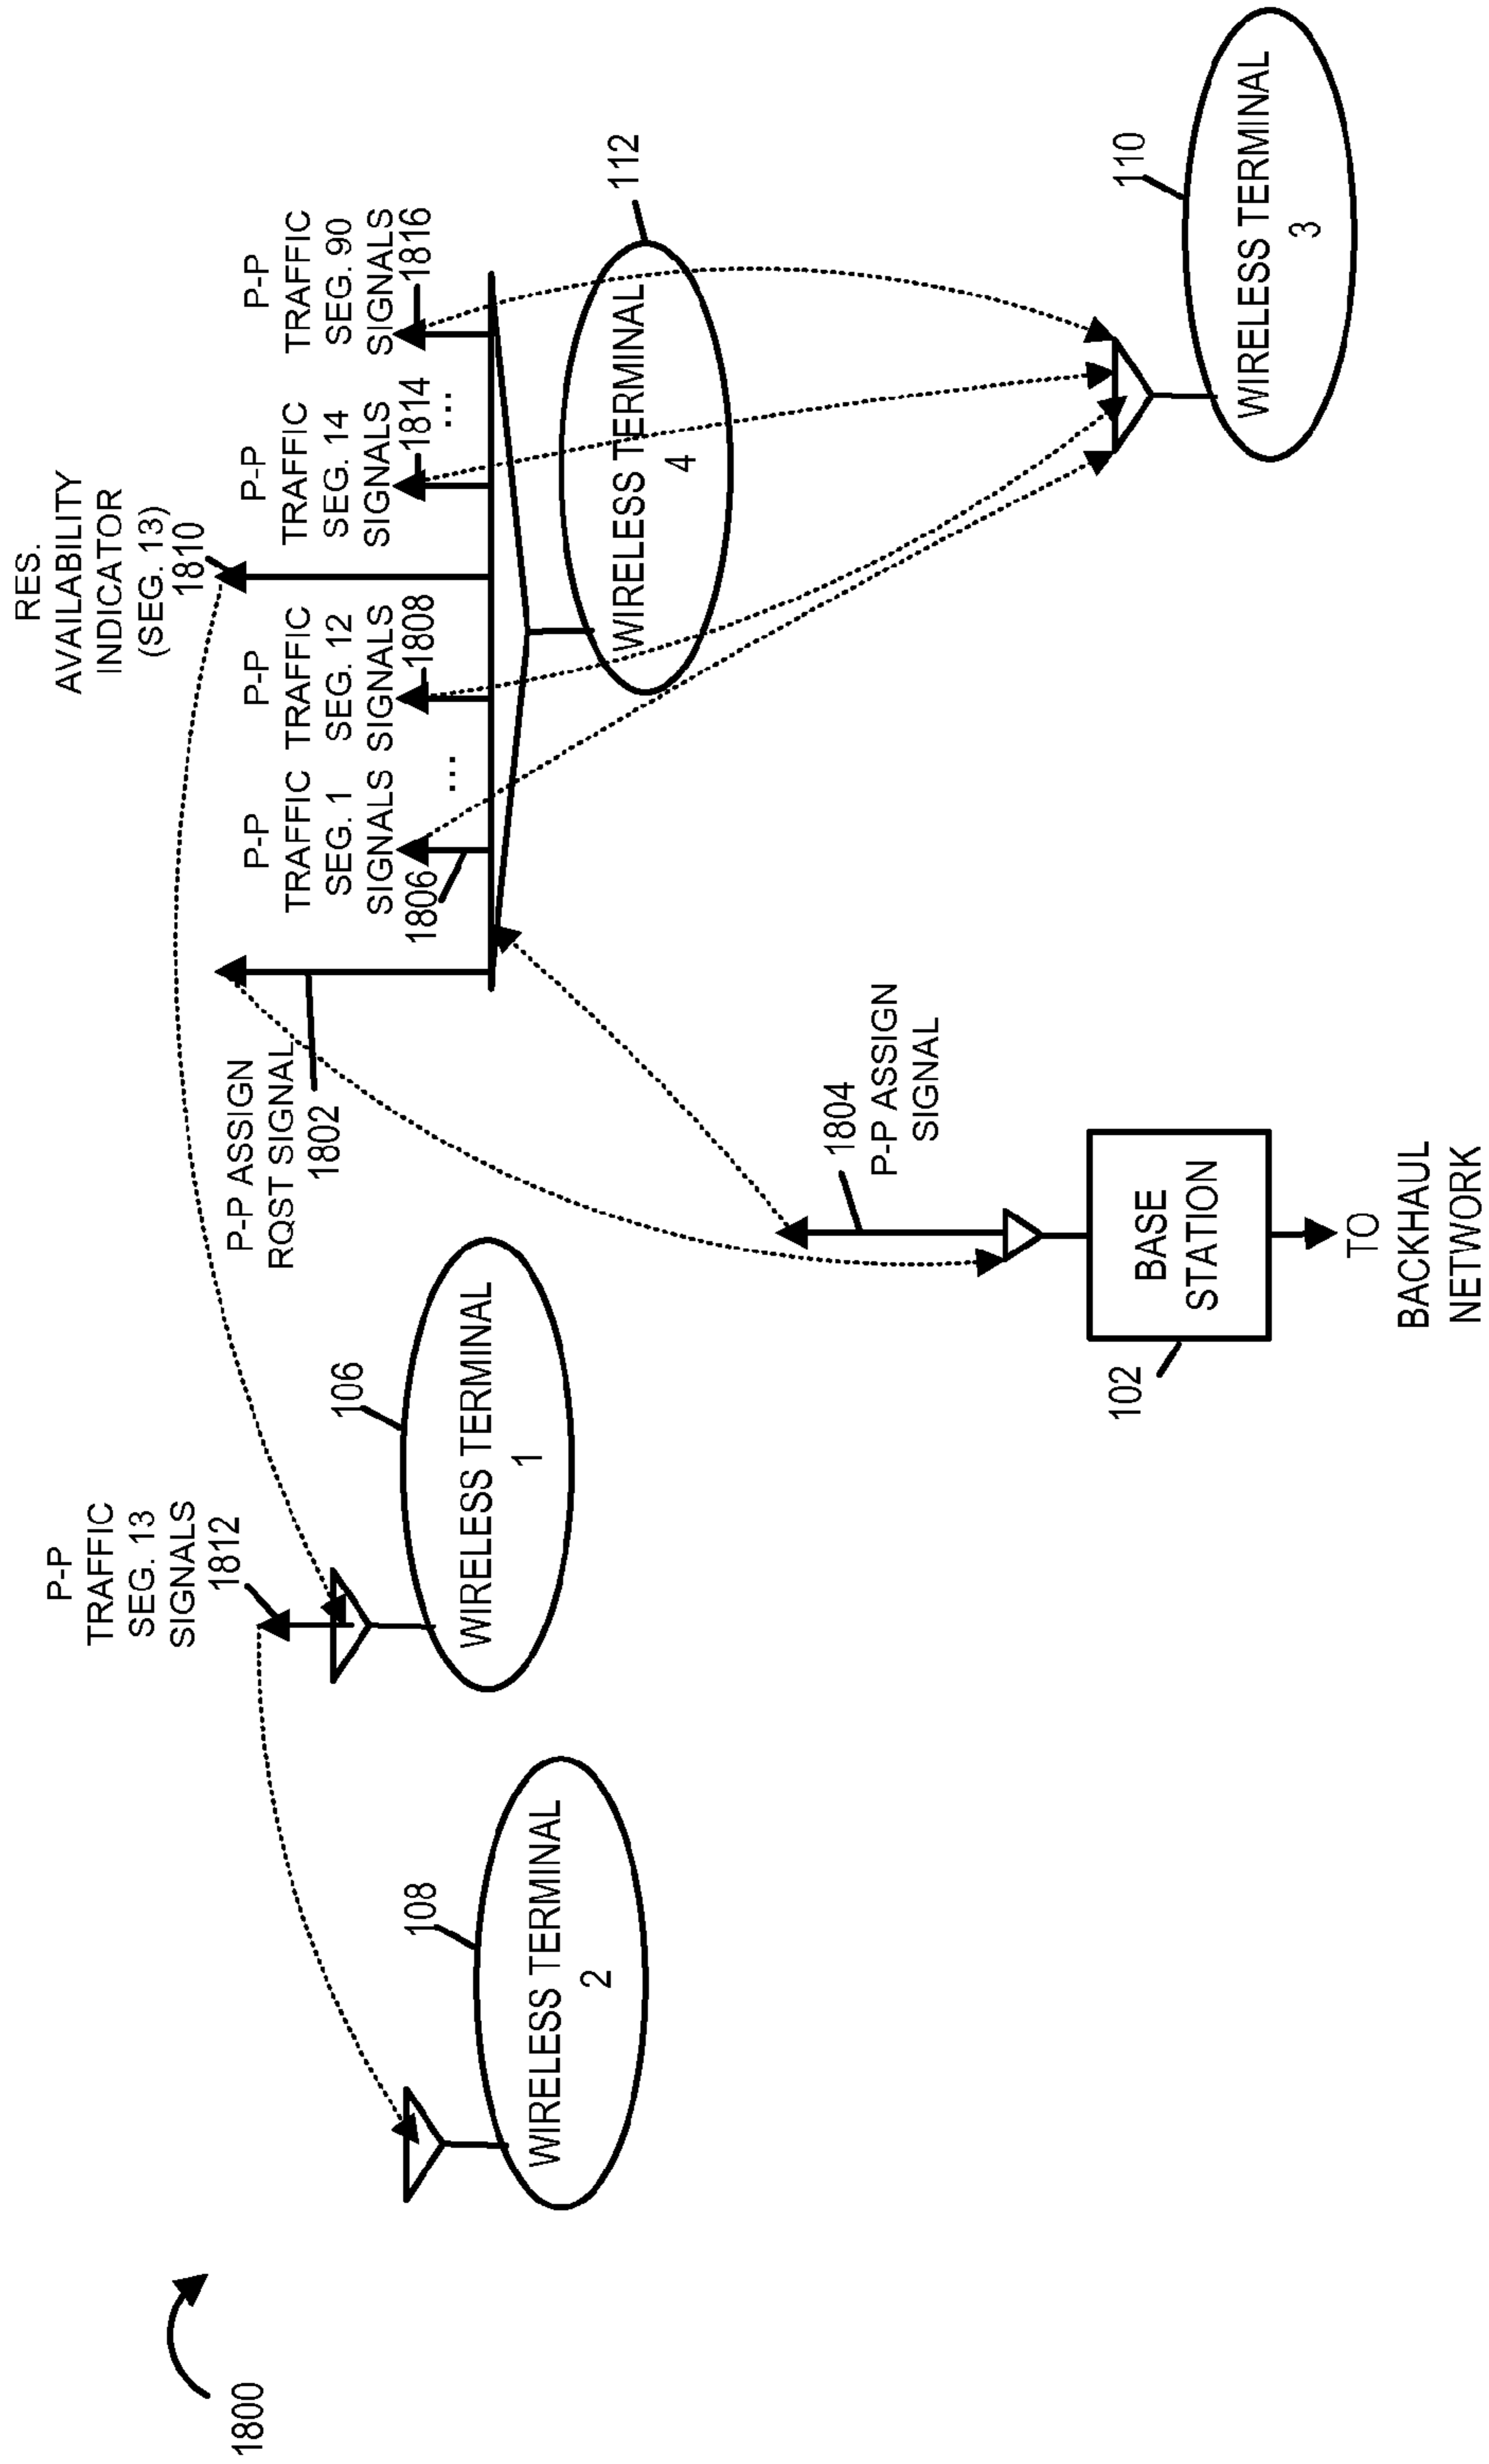 1800
WIRELESS TERMINAL
2
108
P-P
TRAFFIC
SEG. 13
SIGNALS
1812
WIRELESS TERMINAL
1
106
P-P ASSIGN
RQST SIGNAL
1802
RES.
AVAILABILITY
INDICATOR
(SEG. 13)
1810
P-P
TRAFFIC
SEG. 1
SIGNALS
1806
...
P-P
TRAFFIC
SEG. 12
SIGNALS
1808
P-P
TRAFFIC
SEG. 14
SIGNALS
1814
...
P-P
TRAFFIC
SEG. 90
SIGNALS
1816
WIRELESS TERMINAL
4
112
1804
P-P ASSIGN
SIGNAL
102
BASE
STATION
TO
BACKHAUL
NETWORK
WIRELESS TERMINAL
3
110